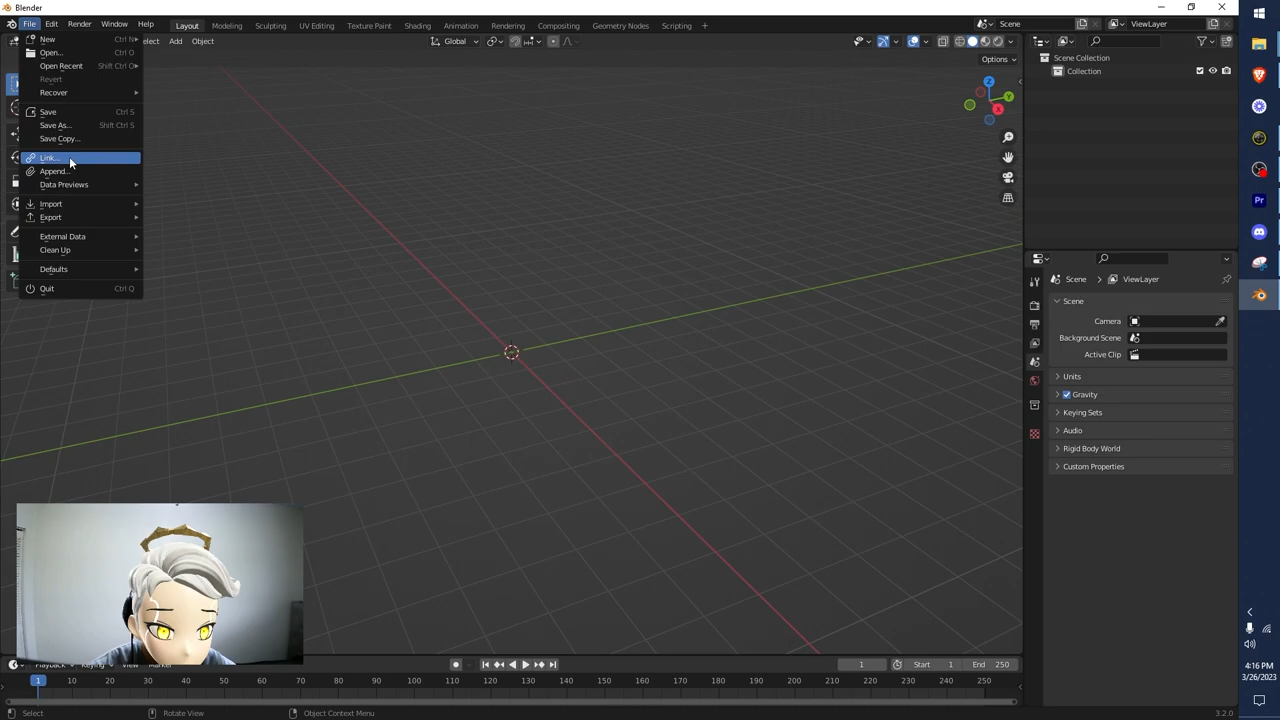 Blender
File Edit Render Window Help Layout Modeling Sculpting UV Editing Texture Paint Shading Animation Rendering Compositing Geometry Nodes Scripting + Scene ViewLayer
Add Object Global
Options
New Ctrl N
Open... Ctrl O
Open Recent Shift Ctrl O
Revert
Recover
Save Ctrl S
Save As... Shift Ctrl S
Save Copy...
Link...
Append...
Data Previews
Import
Export
External Data
Clean Up
Defaults
Quit Ctrl Q
Z
Y
X
Scene Collection
Collection
Scene > ViewLayer
Scene
Camera
Background Scene
Active Clip
Units
Gravity
Keying Sets
Audio
Rigid Body World
Custom Properties
Pr
View 1 Start 1 End 250
1 10 20 30 40 50 60 70 80 90 100 110 120 130 140 150 160 170 180 190 200 210 220 230 240 250
Select Rotate View Object Context Menu 3.2.0
4:16 PM
3/26/2023